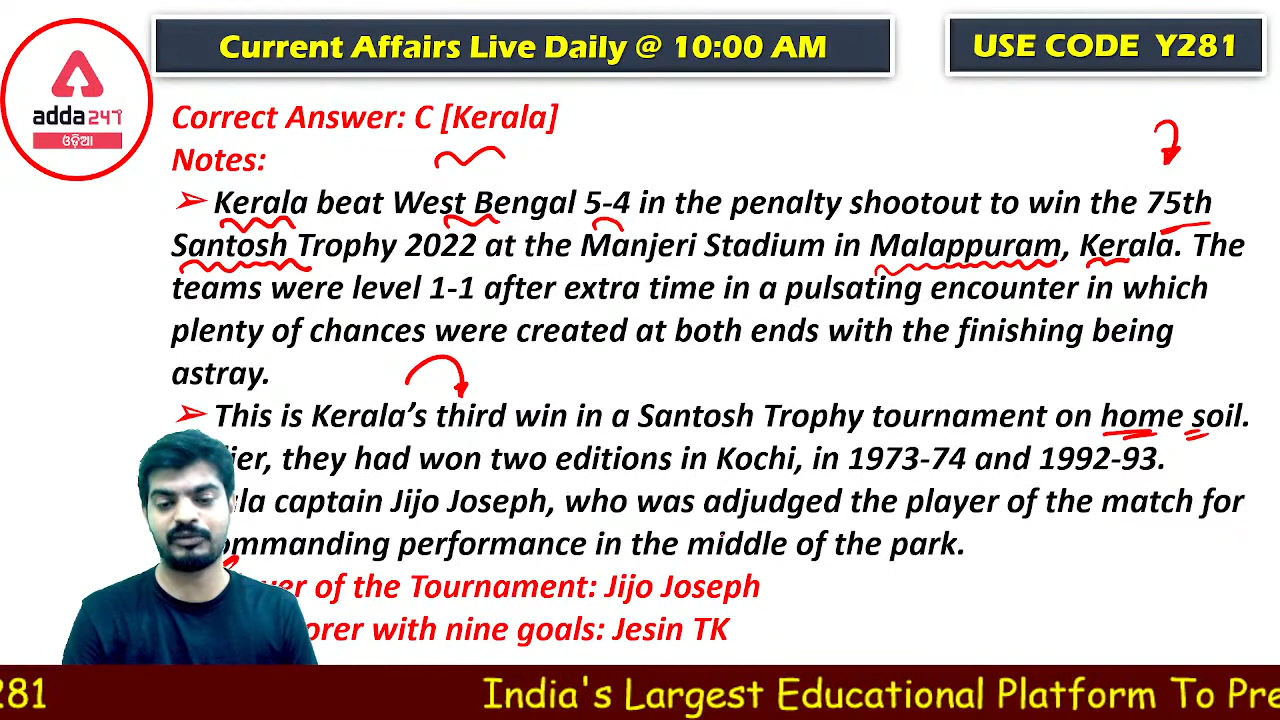 Current Affairs Live Daily @ 10:00 AM
USE CODE Y281
adda247
ଓଡ଼ିଆ
Correct Answer: C [Kerala]
Notes:
➢ Kerala beat West Bengal 5-4 in the penalty shootout to win the 75th
Santosh Trophy 2022 at the Manjeri Stadium in Malappuram, Kerala. The
teams were level 1-1 after extra time in a pulsating encounter in which
plenty of chances were created at both ends with the finishing being
astray.
➢ This is Kerala’s third win in a Santosh Trophy tournament on home soil.
they had won two editions in Kochi, in 1973-74 and 1992-93.
captain Jijo Joseph, who was adjudged the player of the match for
performance in the middle of the park.
of the Tournament: Jijo Joseph
with nine goals: Jesin TK
281
India's Largest Educational Platform To Pre